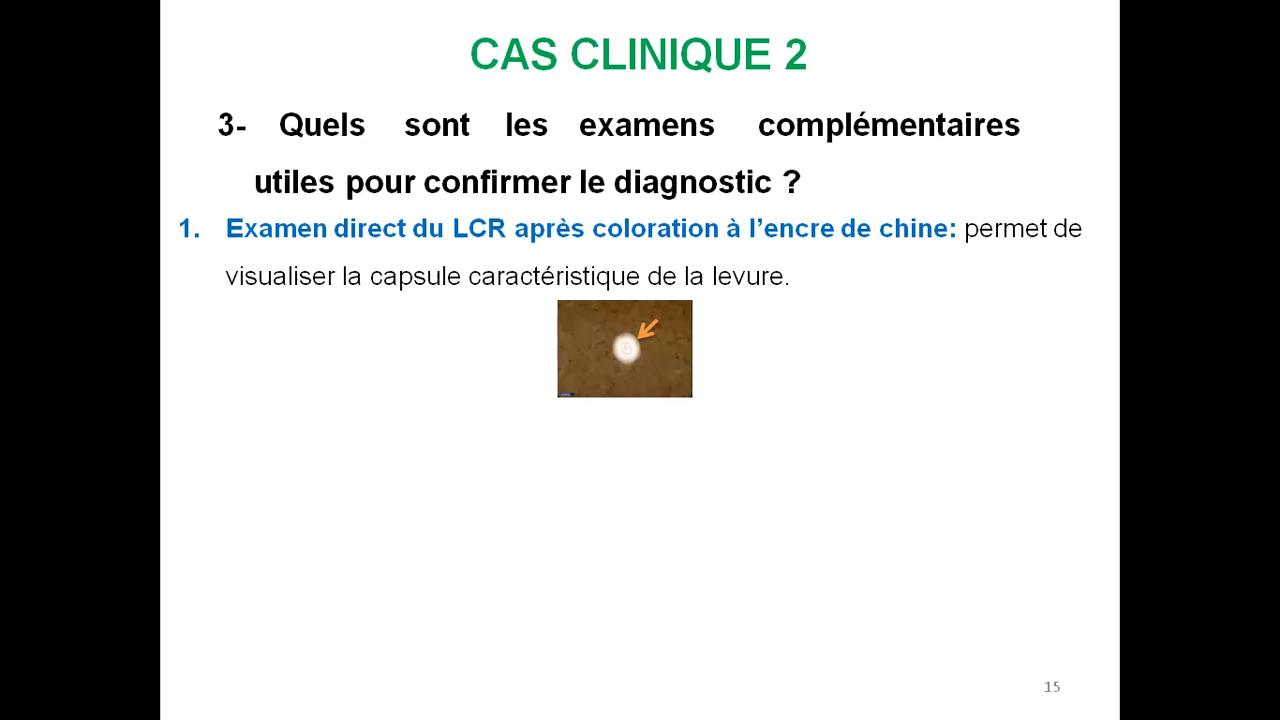 CAS CLINIQUE 2
3- Quels sont les examens complémentaires
utiles pour confirmer le diagnostic ?
1. Examen direct du LCR après coloration à l’encre de chine: permet de
visualiser la capsule caractéristique de la levure.
15